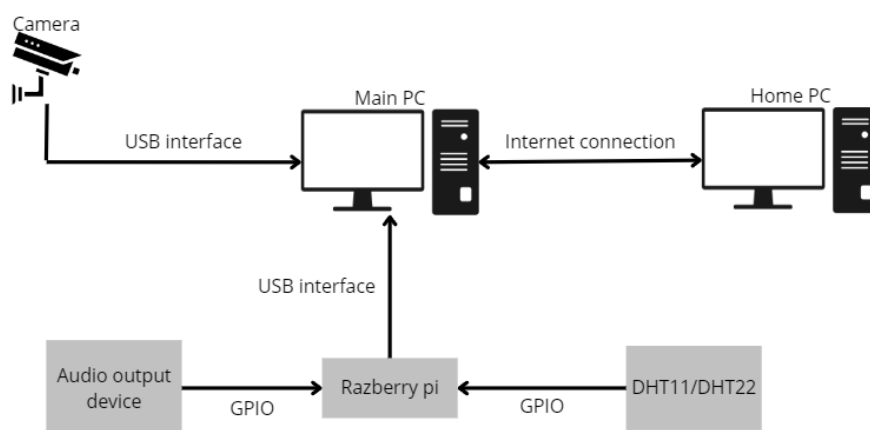 Camera
Main PC
Home PC
USB interface
Internet connection
USB interface
Audio output
device
GPIO
Razberry pi
GPIO
DHT11/DHT22